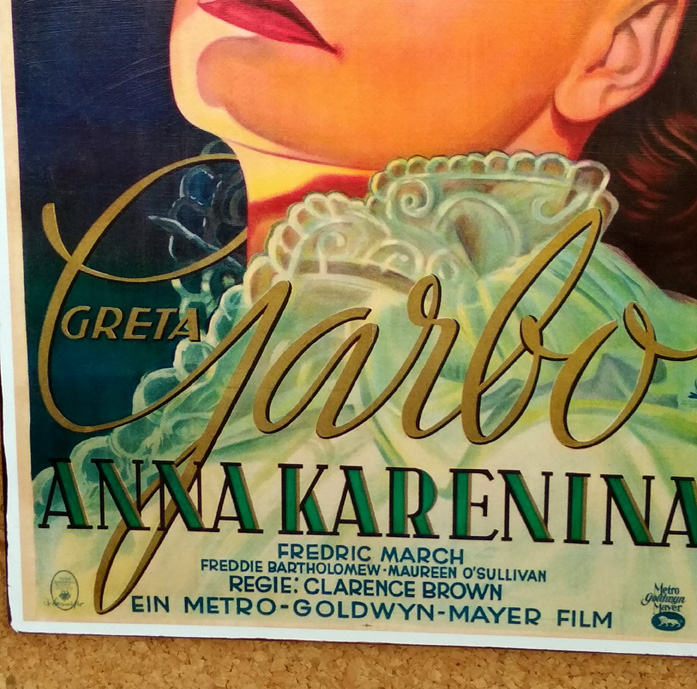 GRETA
Garbo
ANNA KARENINA
FREDRIC MARCH
FREDDIE BARTHOLOMEW · MAUREEN O'SULLIVAN
REGIE: CLARENCE BROWN
EIN METRO-GOLDWYN-MAYER FILM
Metro
Goldwyn
Mayer